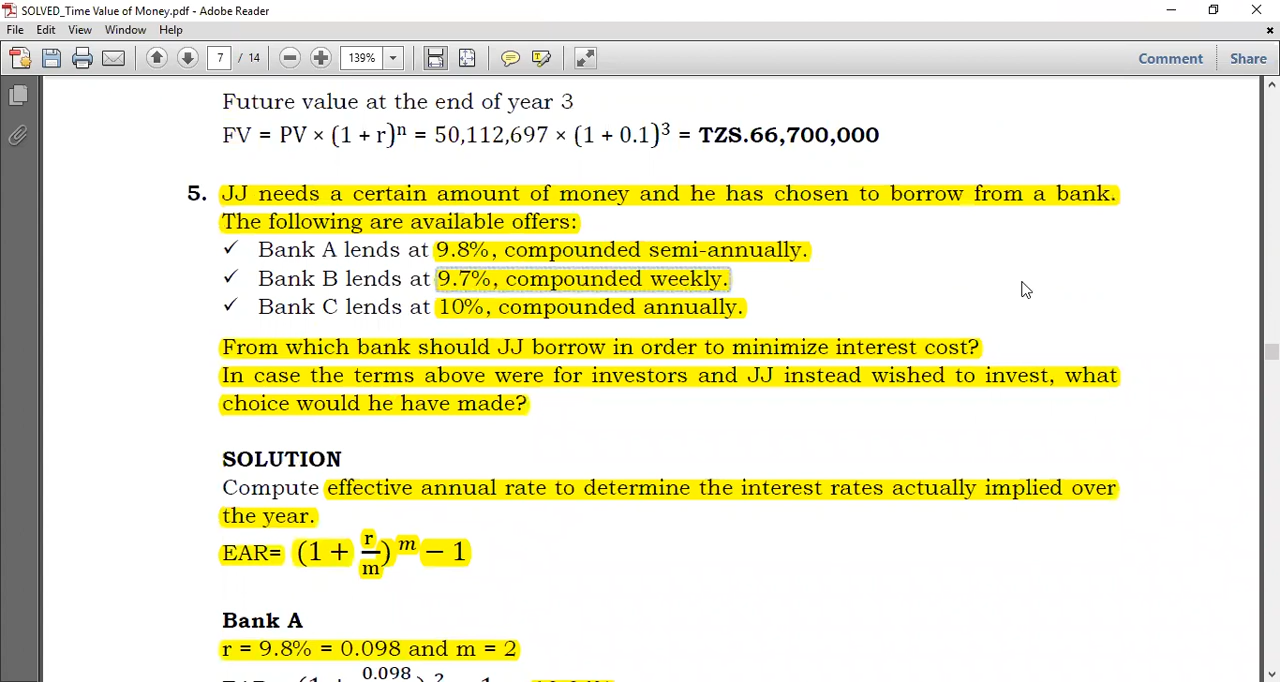 SOLVED_Time Value of Money.pdf - Adobe Reader
File Edit View Window Help
7 / 14 139% Comment Share
Future value at the end of year 3
FV = PV × (1 + r)ⁿ = 50,112,697 × (1 + 0.1)³ = TZS.66,700,000
5. JJ needs a certain amount of money and he has chosen to borrow from a bank.
The following are available offers:
✓ Bank A lends at 9.8%, compounded semi-annually.
✓ Bank B lends at 9.7%, compounded weekly.
✓ Bank C lends at 10%, compounded annually.
From which bank should JJ borrow in order to minimize interest cost?
In case the terms above were for investors and JJ instead wished to invest, what
choice would he have made?
SOLUTION
Compute effective annual rate to determine the interest rates actually implied over
the year.
EAR= (1 + r/m)ᵐ − 1
Bank A
r = 9.8% = 0.098 and m = 2
0.098